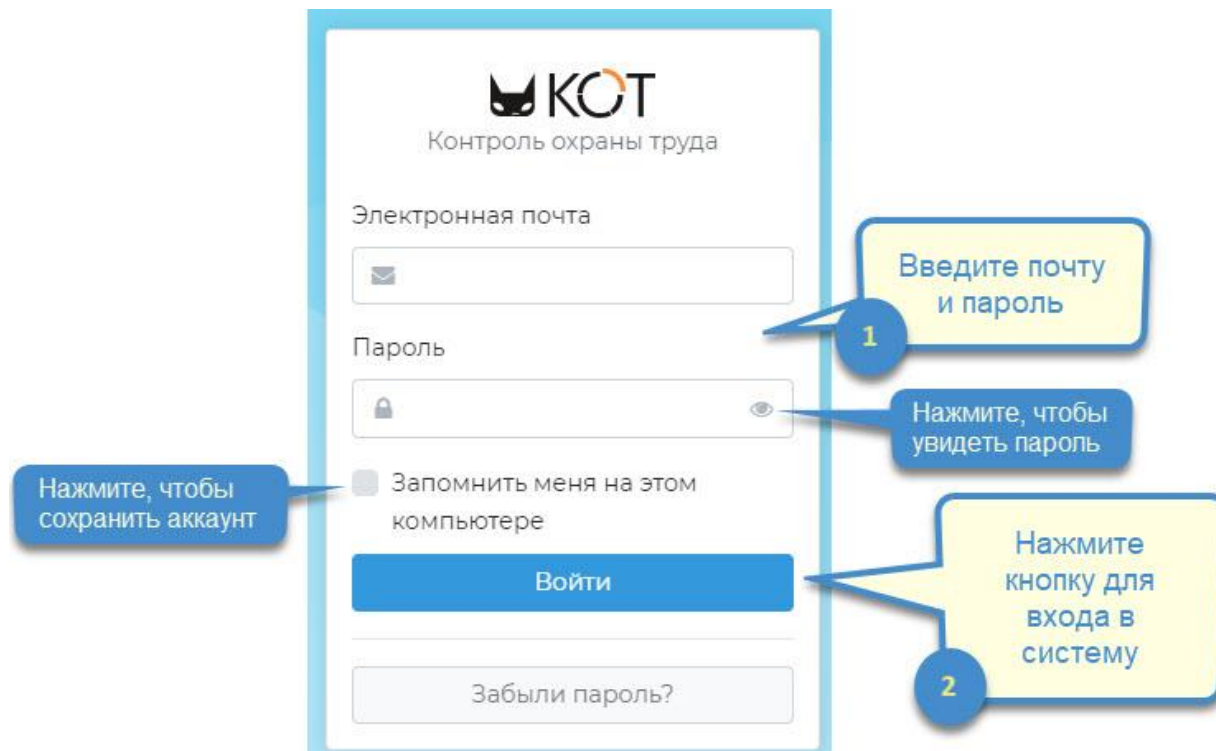 КОТ
Контроль охраны труда
Электронная почта
Введите почту
и пароль
1
Пароль
Нажмите, чтобы
увидеть пароль
Нажмите, чтобы
сохранить аккаунт
Запомнить меня на этом
компьютере
Войти
Нажмите
кнопку для
входа в
систему
2
Забыли пароль?